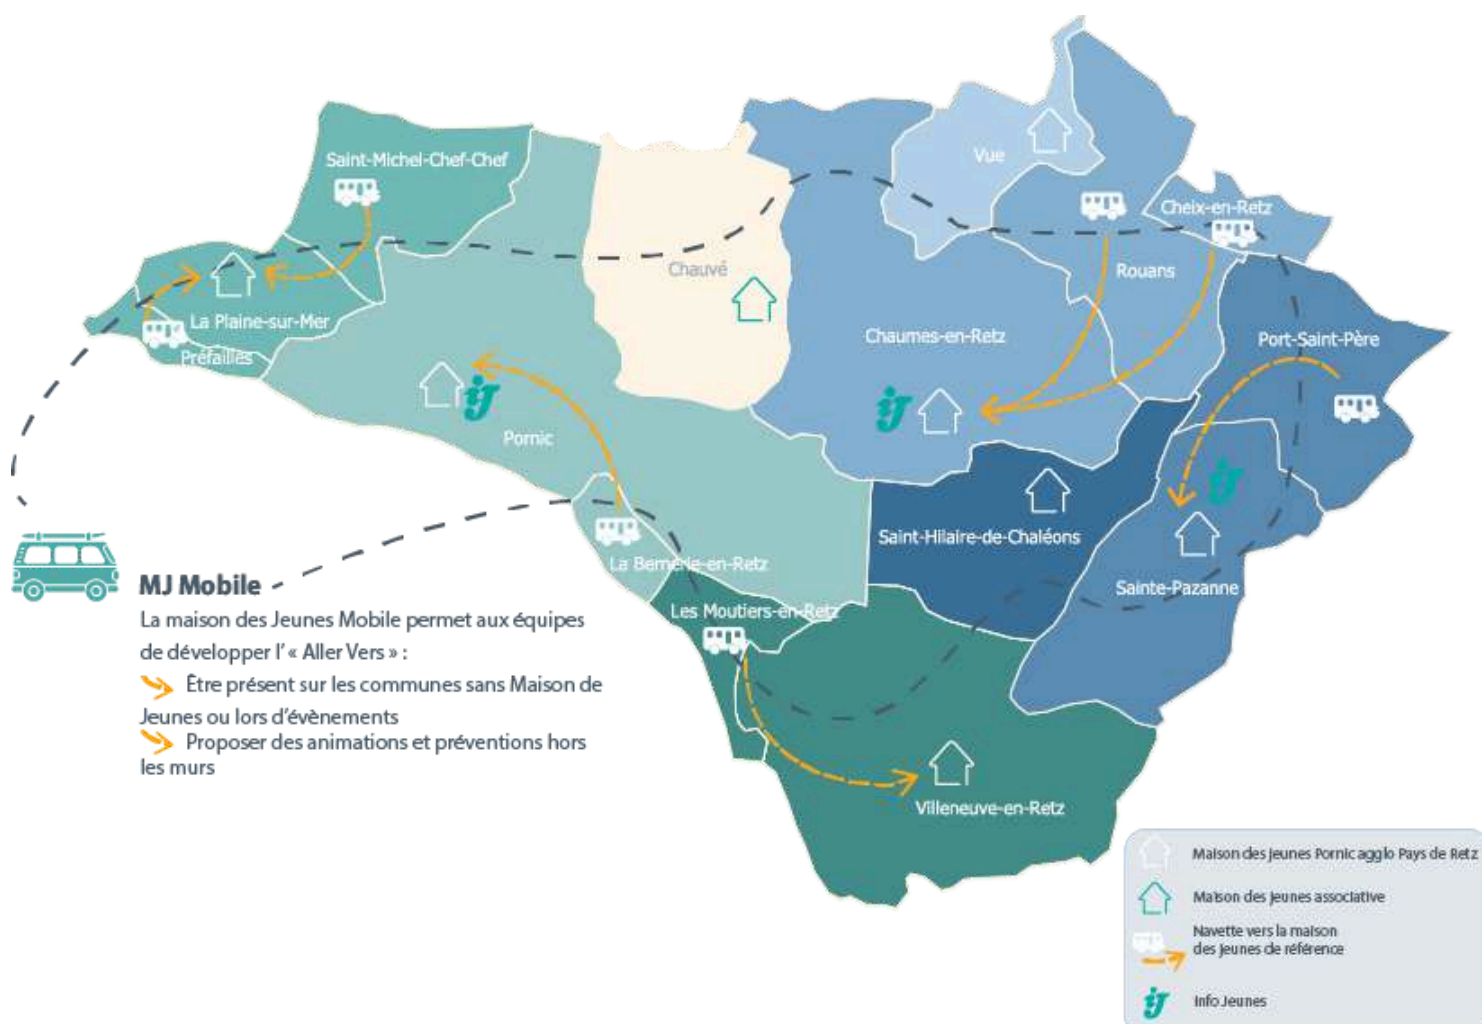 Saint-Michel-Chef-Chef
Vue
Cheix-en-Retz
Chauvé
Rouans
La Plaine-sur-Mer
Préfailles
Chaumes-en-Retz
Port-Saint-Père
ij
ij
Pornic
ij
Saint-Hilaire-de-Chaléons
La Bernerie-en-Retz
Sainte-Pazanne
Les Moutiers-en-Retz
Villeneuve-en-Retz
MJ Mobile
La maison des Jeunes Mobile permet aux équipes
de développer l’« Aller Vers » :
Être présent sur les communes sans Maison de
Jeunes ou lors d’évènements
Proposer des animations et préventions hors
les murs
Maison des jeunes Pornic agglo Pays de Retz
Maison des jeunes associative
Navette vers la maison
des jeunes de référence
ij
Info Jeunes